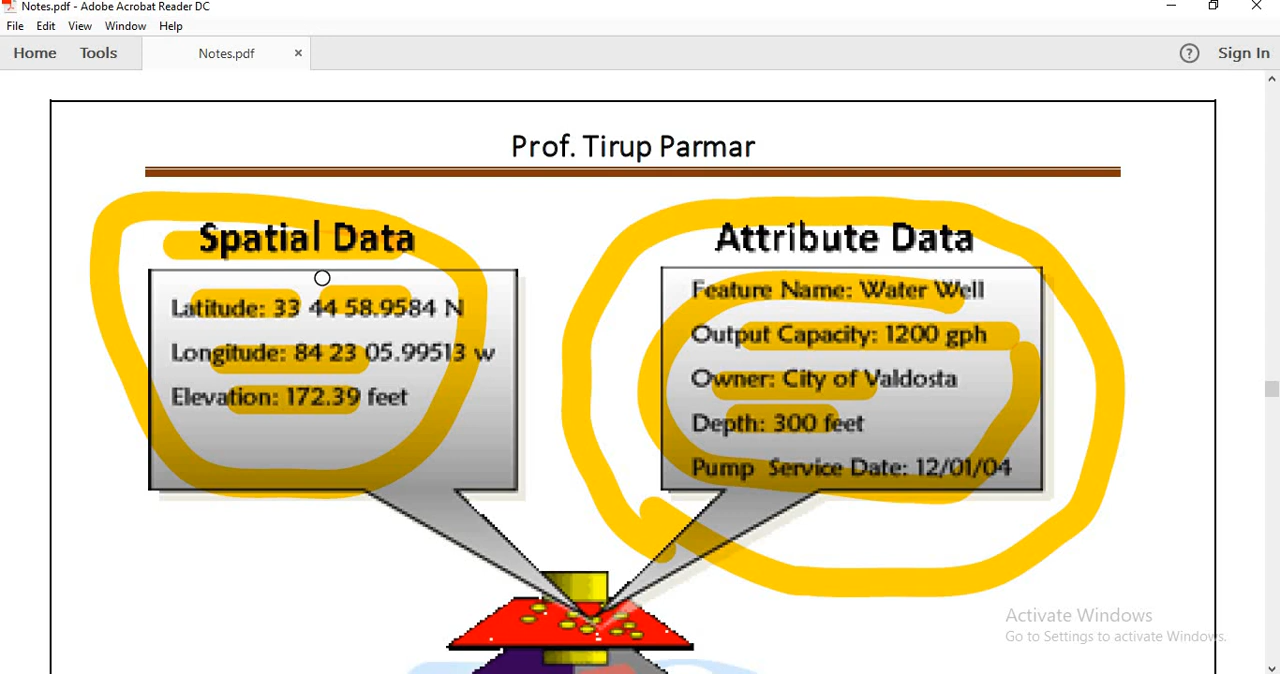 Notes.pdf - Adobe Acrobat Reader DC
File Edit View Window Help
Home Tools Notes.pdf × ? Sign In
Prof. Tirup Parmar
Spatial Data
Latitude: 33 44 58.9584 N
Longitude: 84 23 05.99513 w
Elevation: 172.39 feet
Attribute Data
Feature Name: Water Well
Output Capacity: 1200 gph
Owner: City of Valdosta
Depth: 300 feet
Pump Service Date: 12/01/04
Activate Windows
Go to Settings to activate Windows.